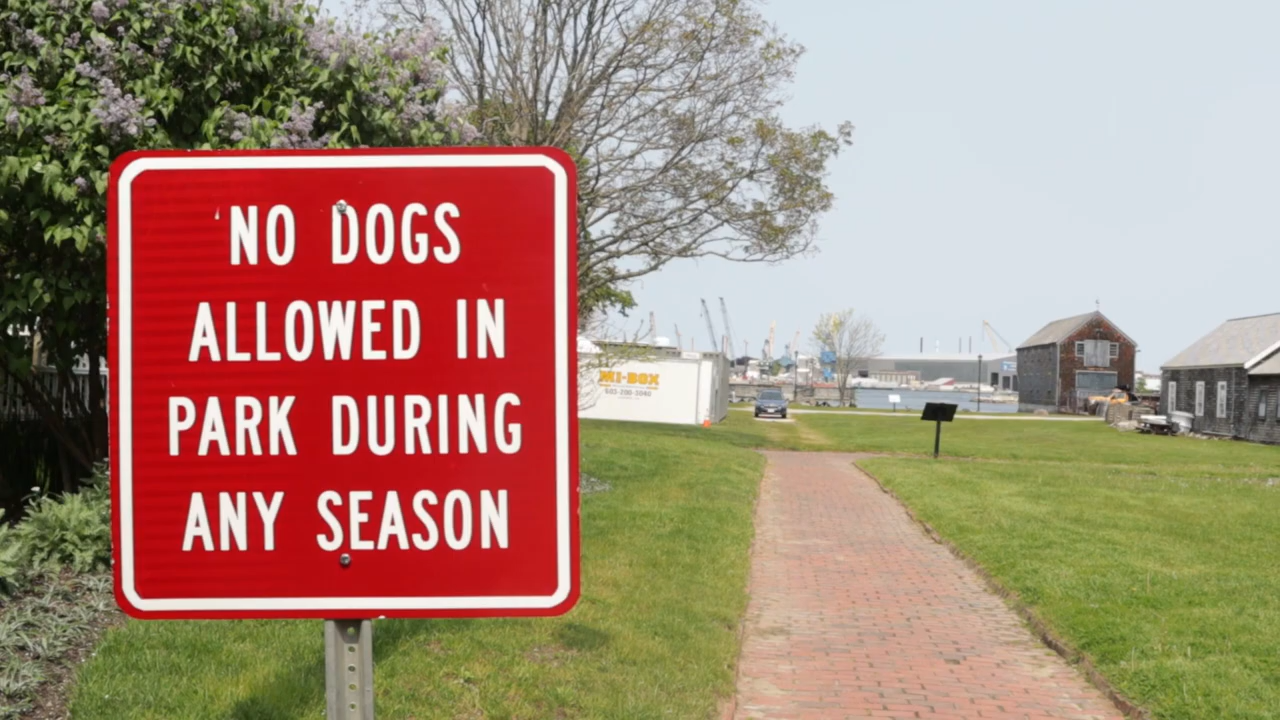 NO DOGS
ALLOWED IN
PARK DURING
ANY SEASON
MI-BOX